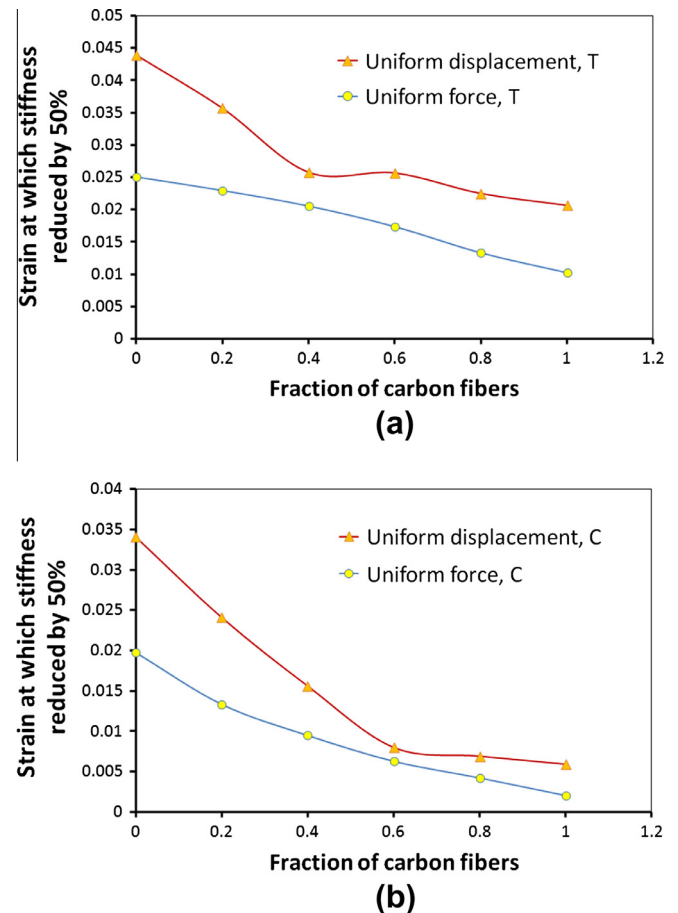 0.05
0.045
0.04
0.035
0.03
0.025
0.02
0.015
0.01
0.005
0
Strain at which stiffness
reduced by 50%
Uniform displacement, T
Uniform force, T
0 0.2 0.4 0.6 0.8 1 1.2
Fraction of carbon fibers
(a)
0.04
0.035
0.03
0.025
0.02
0.015
0.01
0.005
0
Strain at which stiffness
reduced by 50%
Uniform displacement, C
Uniform force, C
0 0.2 0.4 0.6 0.8 1 1.2
Fraction of carbon fibers
(b)